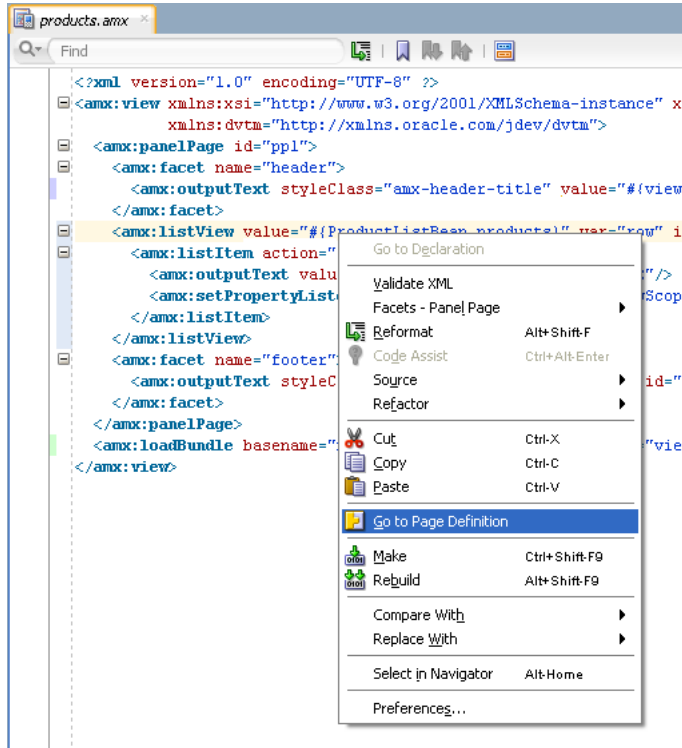 products.amx
Find
<?xml version="1.0" encoding="UTF-8" ?>
<amx:view xmlns:xsi="http://www.w3.org/2001/XMLSchema-instance" x
xmlns:dvtm="http://xmlns.oracle.com/jdev/dvtm">
<amx:panelPage id="pp1">
<amx:facet name="header">
<amx:outputText styleClass="amx-header-title" value="#{view
</amx:facet>
<amx:listView value="#{ProductListBean.products}" var="row" i
<amx:listItem action="
<amx:outputText valu "/>
<amx:setPropertyListe wScop
</amx:listItem>
</amx:listView>
<amx:facet name="footer"
<amx:outputText styleC id="
</amx:facet>
</amx:panelPage>
<amx:loadBundle basename=" "vie
</amx:view>
Go to Declaration
Validate XML
Facets - Panel Page
Reformat Alt+Shift-F
Code Assist Ctrl+Alt-Enter
Source
Refactor
Cut Ctrl-X
Copy Ctrl-C
Paste Ctrl-V
Go to Page Definition
Make Ctrl+Shift-F9
Rebuild Alt+Shift-F9
Compare With
Replace With
Select in Navigator Alt-Home
Preferences...